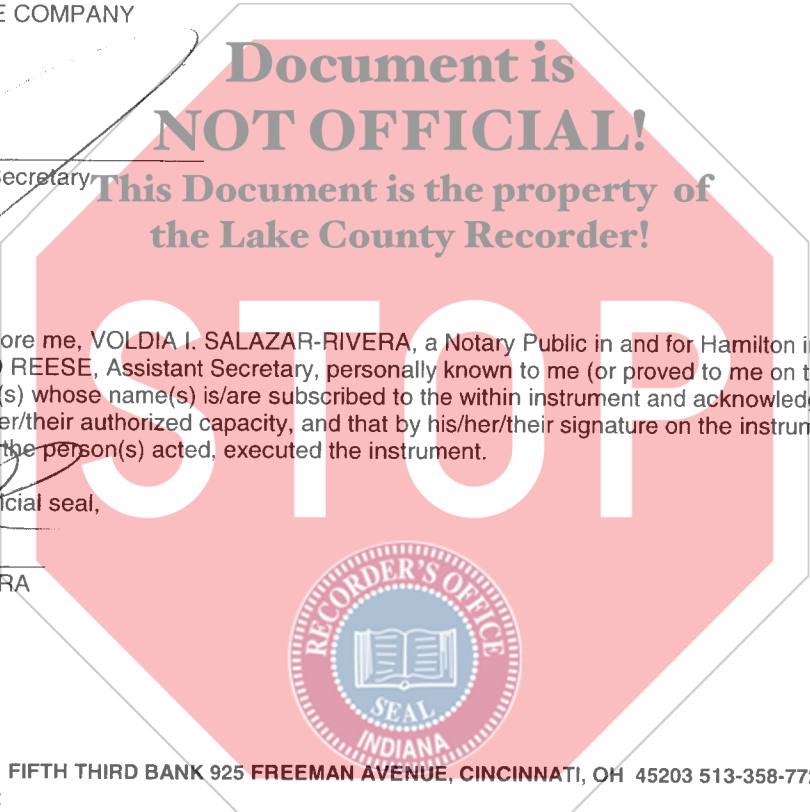 E COMPANY
Document is
NOT OFFICIAL!
Secretary
This Document is the property of
the Lake County Recorder!
STOP
ore me, VOLDIA I. SALAZAR-RIVERA, a Notary Public in and for Hamilton i
REESE, Assistant Secretary, personally known to me (or proved to me on t
(s) whose name(s) is/are subscribed to the within instrument and acknowled
er/their authorized capacity, and that by his/her/their signature on the instrum
the person(s) acted, executed the instrument.
icial seal,
RA
RECORDER'S OFFICE
SEAL
INDIANA
FIFTH THIRD BANK 925 FREEMAN AVENUE, CINCINNATI, OH 45203 513-358-77